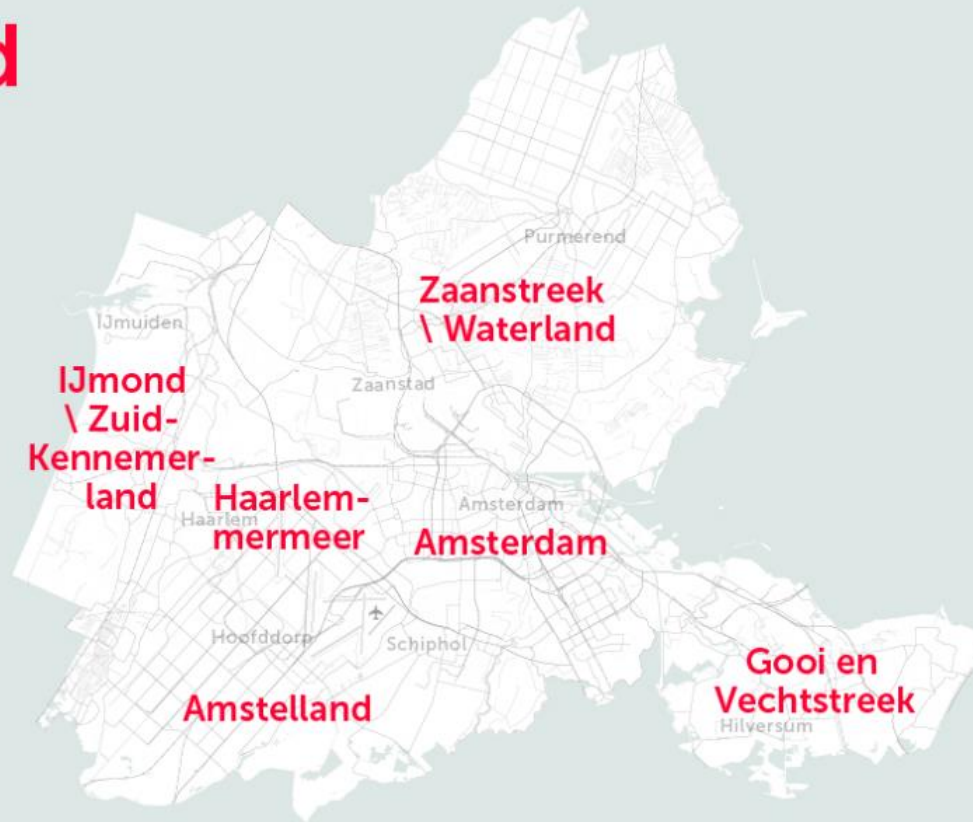 d
Purmerend
Zaanstreek
\ Waterland
IJmuiden
Zaanstad
IJmond
\ Zuid-
Kennemer-
land
Haarlem-
mermeer
Haarlem
Amsterdam
Amsterdam
Hoofddorp
Schiphol
Amstelland
Gooi en
Vechtstreek
Hilversum